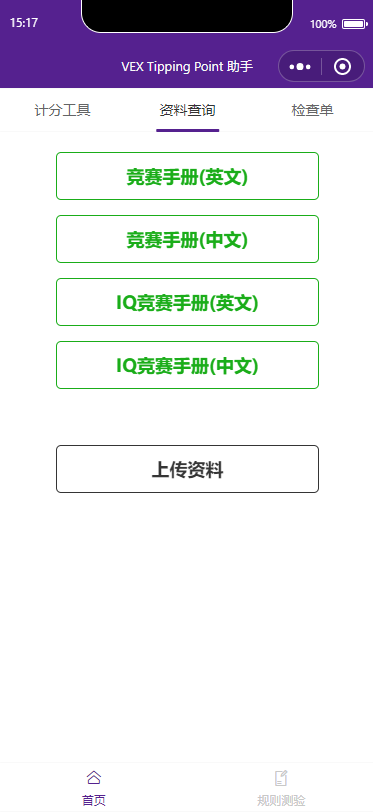 15:17
100%
VEX Tipping Point 助手
计分工具
资料查询
检查单
竞赛手册(英文)
竞赛手册(中文)
IQ竞赛手册(英文)
IQ竞赛手册(中文)
上传资料
首页
规则测验